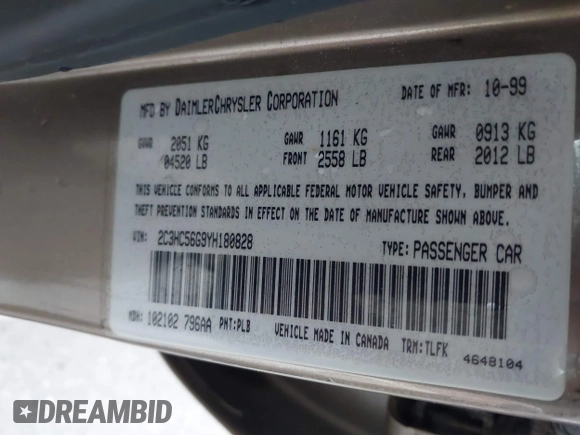 MFD BY DAIMLERCHRYSLER CORPORATION DATE OF MFR: 10-99
GVWR 2051 KG GAWR 1161 KG GAWR 0913 KG
04520 LB FRONT 2558 LB REAR 2012 LB
THIS VEHICLE CONFORMS TO ALL APPLICABLE FEDERAL MOTOR VEHICLE SAFETY, BUMPER AND
THEFT PREVENTION STANDARDS IN EFFECT ON THE DATE OF MANUFACTURE SHOWN ABOVE.
VIN: 2C3HC56G9YH180828 TYPE: PASSENGER CAR
MDH: 102102 796AA PNT:PLB VEHICLE MADE IN CANADA TRM:TLFK
4648104
DREAMBID